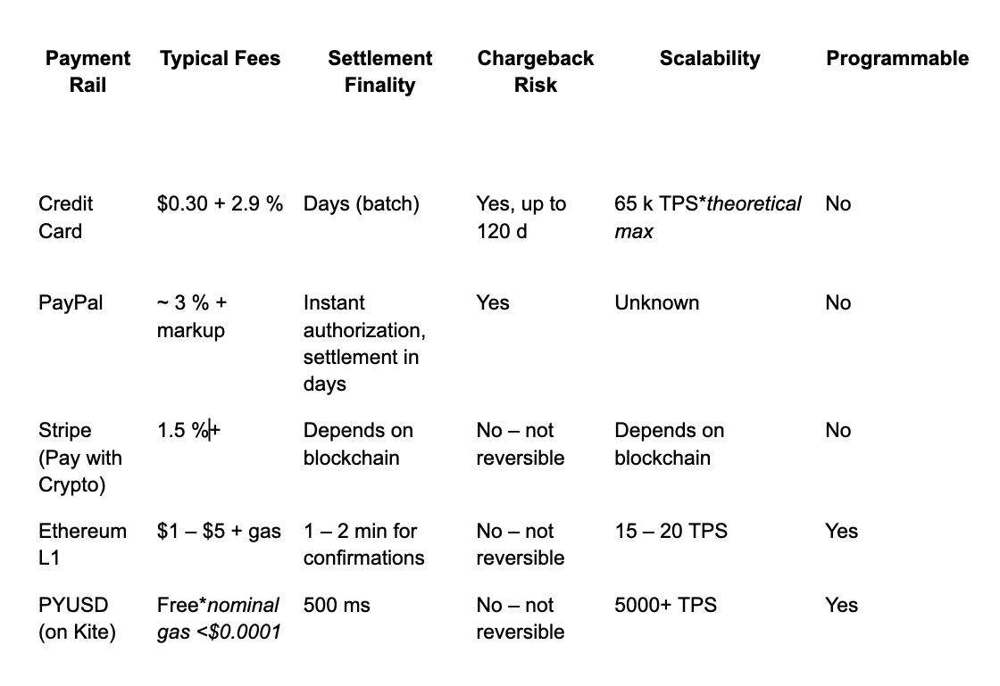 Payment Rail
Typical Fees
Settlement Finality
Chargeback Risk
Scalability
Programmable
Credit Card
$0.30 + 2.9 %
Days (batch)
Yes, up to 120 d
65 k TPS*theoretical max
No
PayPal
~ 3 % + markup
Instant authorization, settlement in days
Yes
Unknown
No
Stripe (Pay with Crypto)
1.5 %+
Depends on blockchain
No – not reversible
Depends on blockchain
No
Ethereum L1
$1 – $5 + gas
1 – 2 min for confirmations
No – not reversible
15 – 20 TPS
Yes
PYUSD (on Kite)
Free*nominal gas <$0.0001
500 ms
No – not reversible
5000+ TPS
Yes